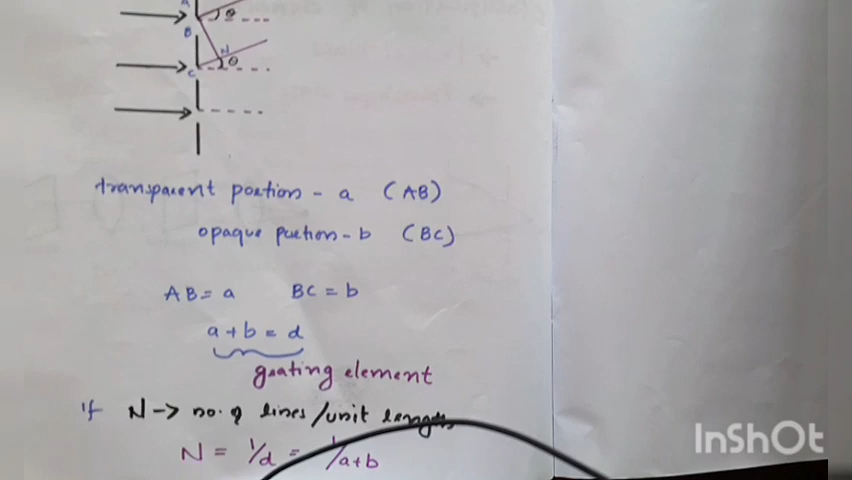 A
θ
B
N
θ
C
transparent portion - a (AB)
opaque portion - b (BC)
AB = a BC = b
a + b = d
grating element
If N → no. of lines/unit length
N = 1/d = 1/a+b
InShOt